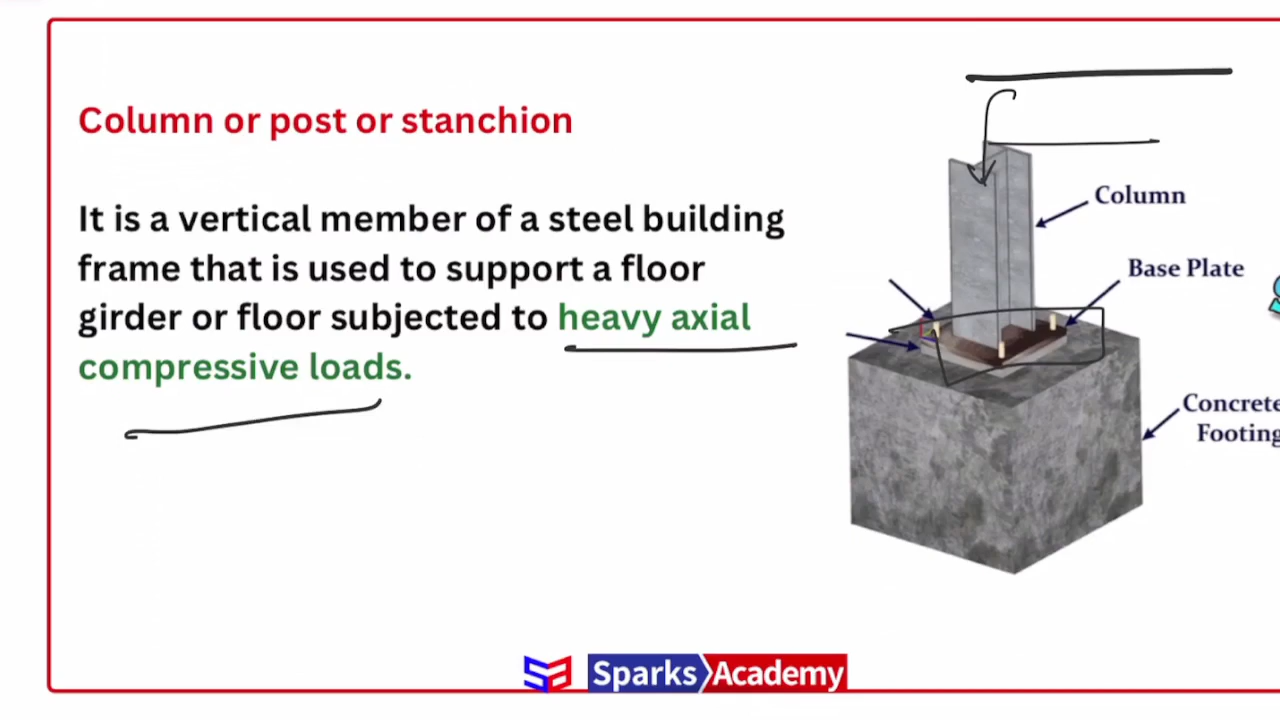 Column or post or stanchion
It is a vertical member of a steel building
frame that is used to support a floor
girder or floor subjected to heavy axial
compressive loads.
Column
Base Plate
Concrete
Footing
Sparks Academy